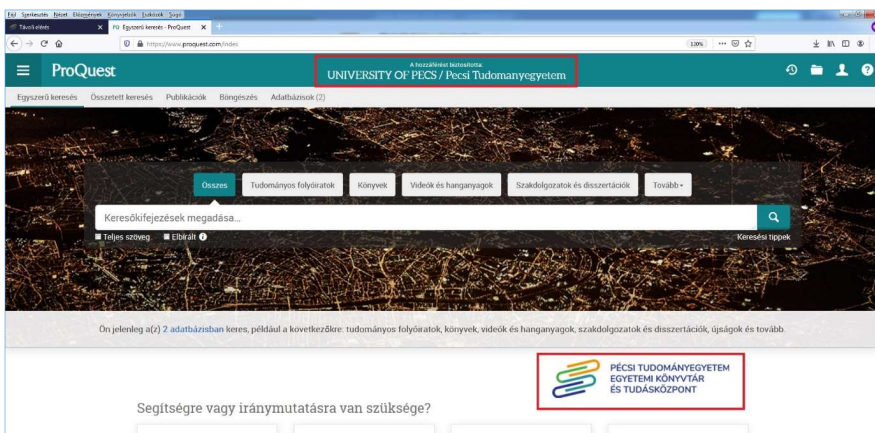 Fájl Szerkesztés Nézet Előzmények Könyvjelzők Eszközök Súgó
Távoli elérés
Egyszerű keresés - ProQuest
https://www.proquest.com/index
110%
ProQuest
A hozzáférést biztosította:
UNIVERSITY OF PECS / Pecsi Tudomanyegyetem
Egyszerű keresés Összetett keresés Publikációk Böngészés Adatbázisok (2)
Összes Tudományos folyóiratok Könyvek Videók és hanganyagok Szakdolgozatok és disszertációk Tovább
Keresőkifejezések megadása...
Teljes szöveg Elbírált
Keresési tippek
Ön jelenleg a(z) 2 adatbázisban keres, például a következőkre: tudományos folyóiratok, könyvek, videók és hanganyagok, szakdolgozatok és disszertációk, újságok és tovább.
PÉCSI TUDOMÁNYEGYETEM
EGYETEMI KÖNYVTÁR
ÉS TUDÁSKÖZPONT
Segítségre vagy iránymutatásra van szüksége?